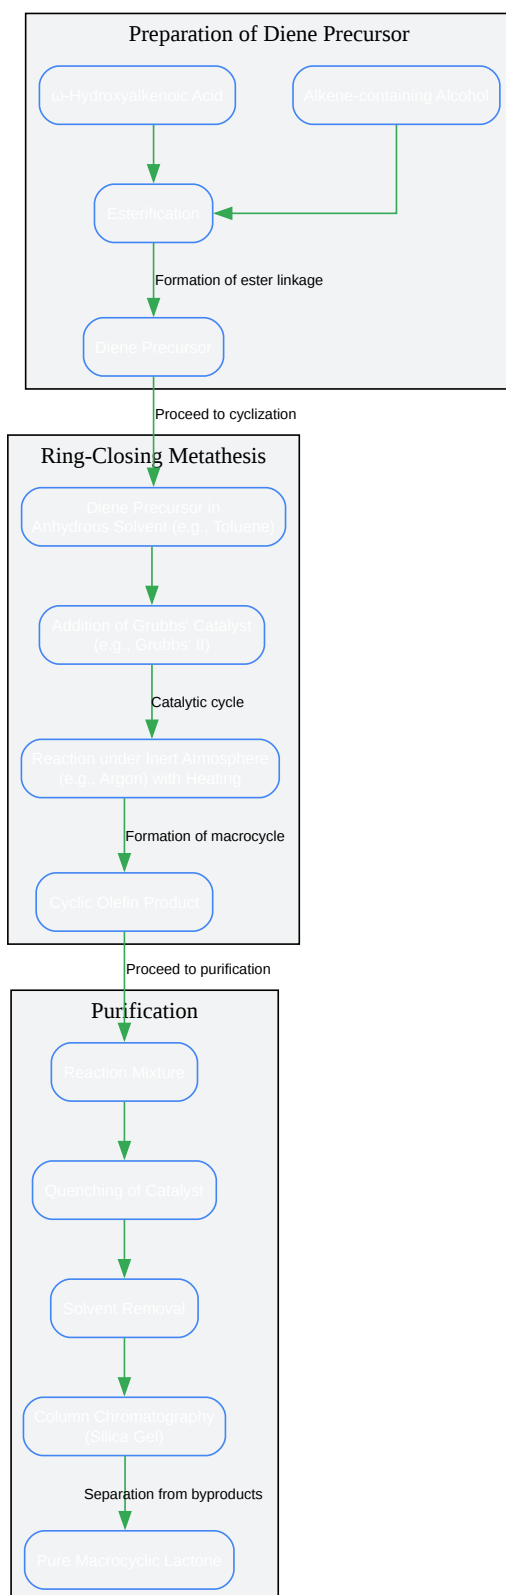 Preparation of Diene Precursor
ω-Hydroxyalkenoic Acid
Alkene-containing Alcohol
Esterification
Formation of ester linkage
Diene Precursor
Proceed to cyclization
Ring-Closing Metathesis
Diene Precursor in
Anhydrous Solvent (e.g., Toluene)
Addition of Grubbs' Catalyst
(e.g., Grubbs' II)
Catalytic cycle
Reaction under Inert Atmosphere
(e.g., Argon) with Heating
Formation of macrocycle
Cyclic Olefin Product
Proceed to purification
Purification
Reaction Mixture
Quenching of Catalyst
Solvent Removal
Column Chromatography
(Silica Gel)
Separation from byproducts
Pure Macrocyclic Lactone